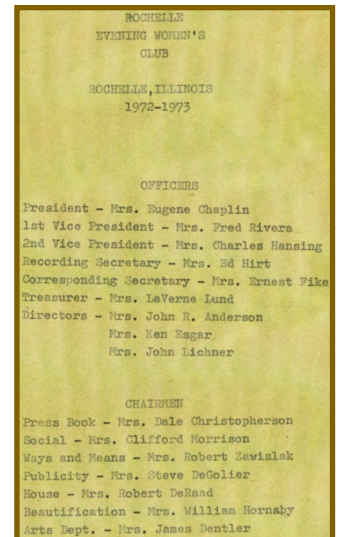 ROCHELLE
EVENING WOMEN'S
CLUB
ROCHELLE,ILLINOIS
1972-1973
OFFICERS
President - Mrs. Eugene Chaplin
1st Vice President - Mrs. Fred Rivera
2nd Vice President - Mrs. Charles Hansing
Recording Secretary - Mrs. Ed Hirt
Corresponding Secretary - Mrs. Ernest Fike
Treasurer - Mrs. LaVerne Lund
Directors - Mrs. John R. Anderson
Mrs. Ken Esgar
Mrs. John Lichner
CHAIRMEN
Press Book - Mrs. Dale Christopherson
Social - Mrs. Clifford Morrison
Ways and Means - Mrs. Robert Zawislak
Publicity - Mrs. Steve DeGolier
House - Mrs. Robert DeRaad
Beautification - Mrs. William Hornsby
Arts Dept. - Mrs. James Dentler